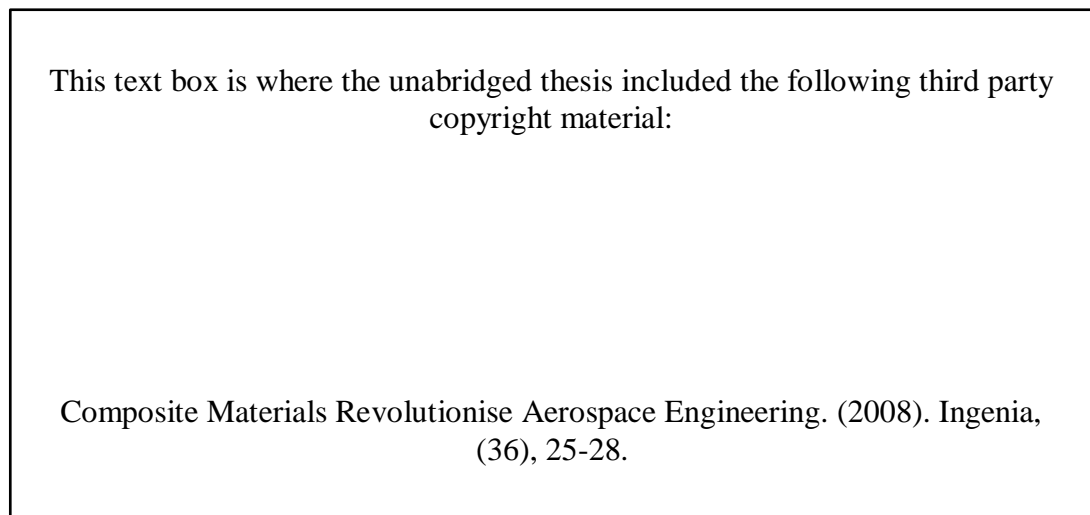 This text box is where the unabridged thesis included the following third party
copyright material:
Composite Materials Revolutionise Aerospace Engineering. (2008). Ingenia,
(36), 25-28.